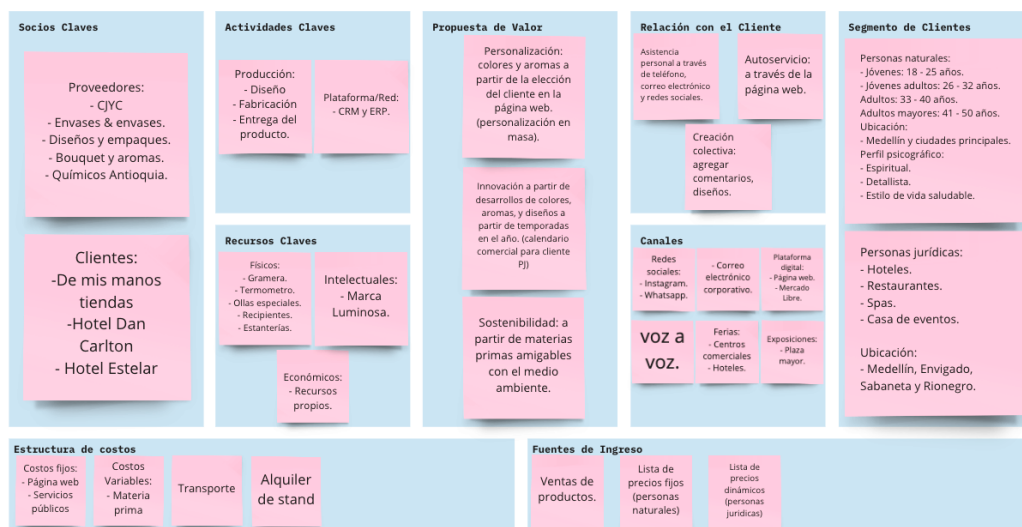 Socios Claves
Proveedores:
- CJYC
- Envases & envases.
- Diseños y empaques.
- Bouquet y aromas.
- Químicos Antioquia.
Clientes:
-De mis manos
tiendas
-Hotel Dan
Carlton
- Hotel Estelar
Actividades Claves
Producción:
- Diseño
- Fabricación
- Entrega del
producto.
Plataforma/Red:
- CRM y ERP.
Recursos Claves
Físicos:
- Gramera.
- Termometro.
- Ollas especiales.
- Recipientes.
- Estanterías.
Intelectuales:
- Marca
Luminosa.
Económicos:
- Recursos
propios.
Propuesta de Valor
Personalización:
colores y aromas a
partir de la elección
del cliente en la
página web.
(personalización en
masa).
Innovación a partir de
desarrollos de colores,
aromas, y diseños a
partir de temporadas
en el año. (calendario
comercial para cliente
PJ)
Sostenibilidad: a
partir de materias
primas amigables
con el medio
ambiente.
Relación con el Cliente
Asistencia
personal a través
de teléfono,
correo electrónico
y redes sociales.
Autoservicio:
a través de la
página web.
Creación
colectiva:
agregar
comentarios,
diseños.
Canales
Redes
sociales:
- Instagram.
- Whatsapp.
- Correo
electrónico
corporativo.
Plataforma
digital:
- Página web.
- Mercado
Libre.
voz a
voz.
Ferias:
- Centros
comerciales
- Hoteles.
Exposiciones:
- Plaza
mayor.
Segmento de Clientes
Personas naturales:
- Jóvenes: 18 - 25 años.
- Jóvenes adultos: 26 - 32 años.
Adultos: 33 - 40 años.
Adultos mayores: 41 - 50 años.
Ubicación:
- Medellín y ciudades principales.
Perfil psicográfico:
- Espiritual.
- Detallista.
- Estilo de vida saludable.
Personas jurídicas:
- Hoteles.
- Restaurantes.
- Spas.
- Casa de eventos.
Ubicación:
- Medellín, Envigado,
Sabaneta y Rionegro.
Estructura de costos
Costos fijos:
- Página web
- Servicios
públicos
Costos
Variables:
- Materia
prima
Transporte
Alquiler
de stand
Fuentes de Ingreso
Ventas de
productos.
Lista de
precios fijos
(personas
naturales)
Lista de
precios
dinámicos
(personas
juridicas)